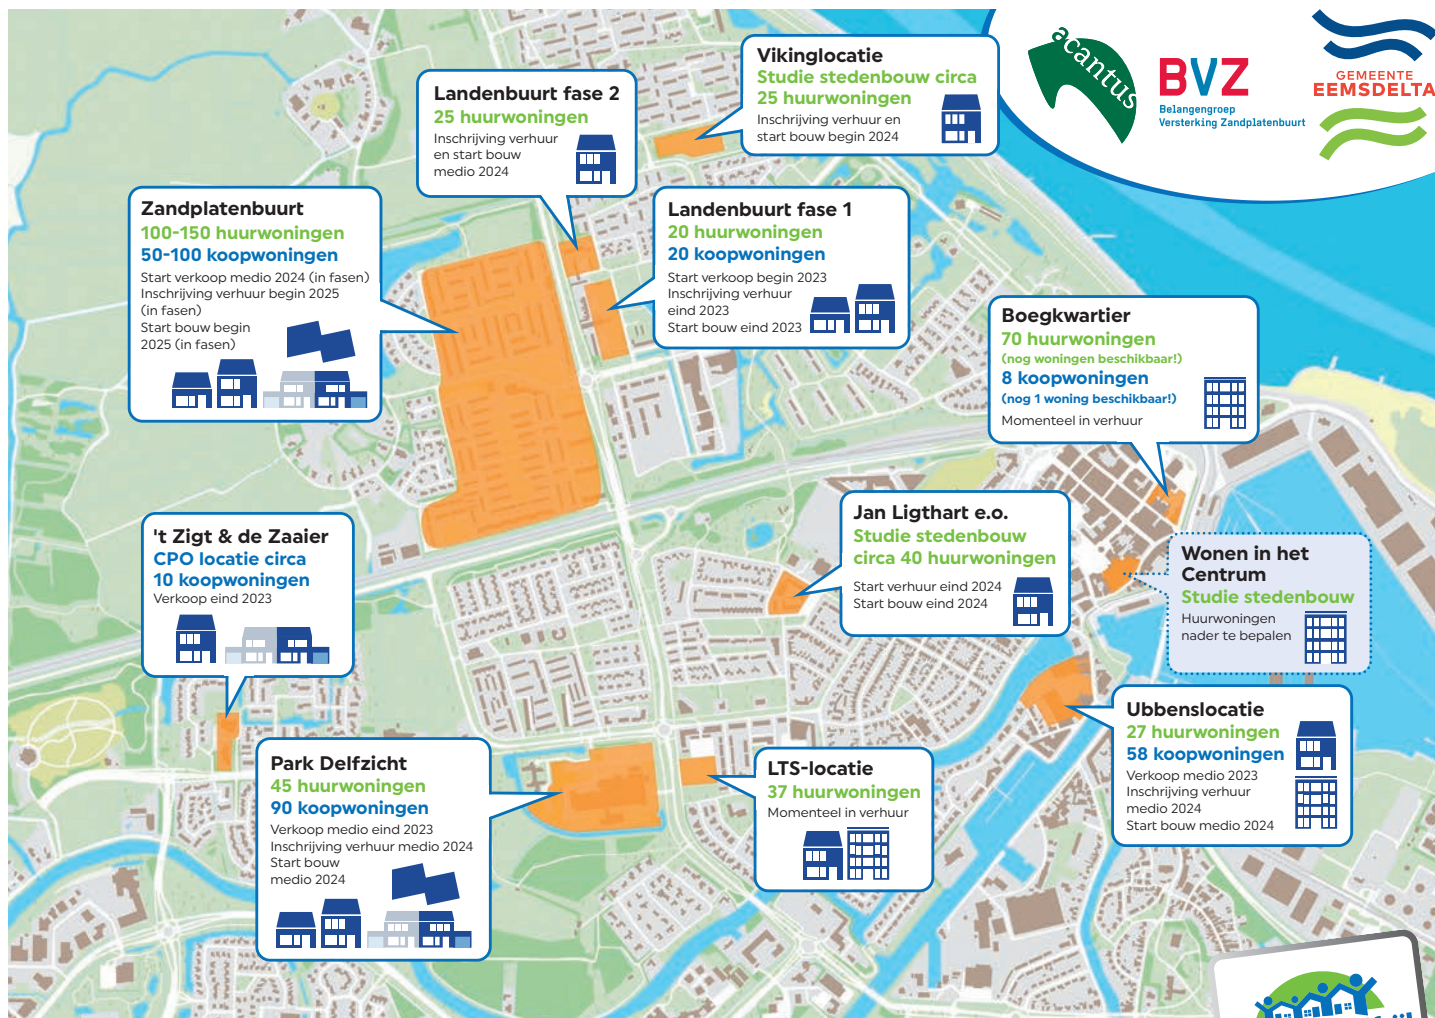 acantus
BVZ
Belangengroep
Versterking Zandplatenbuurt
GEMEENTE
EEMSDELTA
Vikinglocatie
Studie stedenbouw circa
25 huurwoningen
Inschrijving verhuur en
start bouw begin 2024
Landenbuurt fase 2
25 huurwoningen
Inschrijving verhuur
en start bouw
medio 2024
Zandplatenbuurt
100-150 huurwoningen
50-100 koopwoningen
Start verkoop medio 2024 (in fasen)
Inschrijving verhuur begin 2025
(in fasen)
Start bouw begin
2025 (in fasen)
Landenbuurt fase 1
20 huurwoningen
20 koopwoningen
Start verkoop begin 2023
Inschrijving verhuur
eind 2023
Start bouw eind 2023
Boegkwartier
70 huurwoningen
(nog woningen beschikbaar!)
8 koopwoningen
(nog 1 woning beschikbaar!)
Momenteel in verhuur
Jan Ligthart e.o.
Studie stedenbouw
circa 40 huurwoningen
Start verhuur eind 2024
Start bouw eind 2024
't Zigt & de Zaaier
CPO locatie circa
10 koopwoningen
Verkoop eind 2023
Wonen in het
Centrum
Studie stedenbouw
Huurwoningen
nader te bepalen
Ubbenslocatie
27 huurwoningen
58 koopwoningen
Verkoop medio 2023
Inschrijving verhuur
medio 2024
Start bouw medio 2024
Park Delfzicht
45 huurwoningen
90 koopwoningen
Verkoop medio eind 2023
Inschrijving verhuur medio 2024
Start bouw
medio 2024
LTS-locatie
37 huurwoningen
Momenteel in verhuur